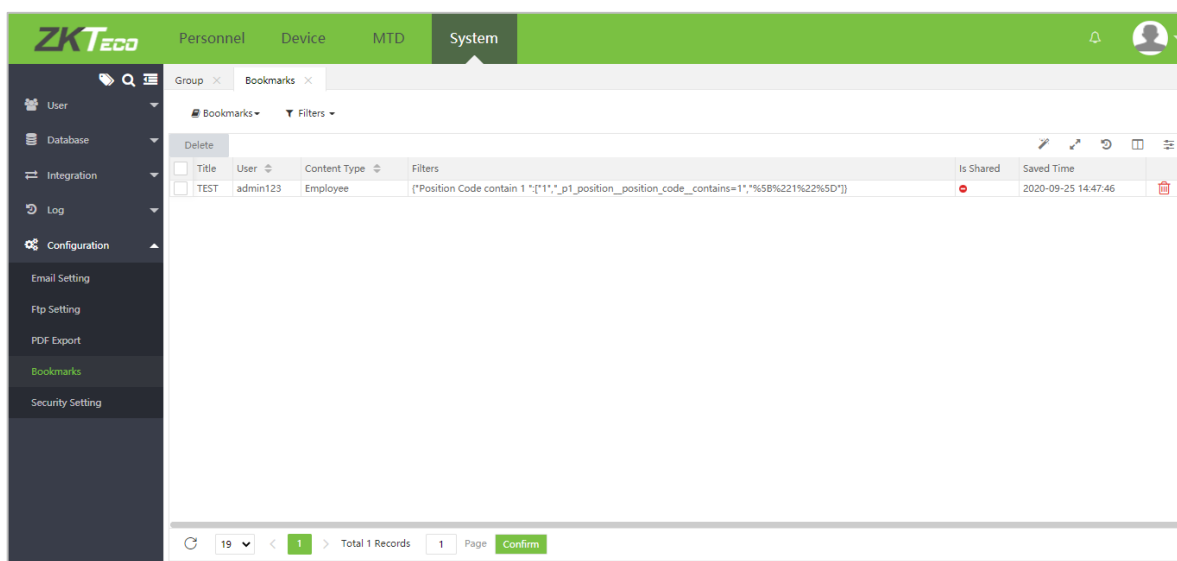 ZKTECO Personnel Device MTD System
Group Bookmarks
User
Database
Integration
Log
Configuration
Email Setting
Ftp Setting
PDF Export
Bookmarks
Security Setting
Bookmarks Filters
Delete
Title User Content Type Filters Is Shared Saved Time
TEST admin123 Employee {"Position Code contain 1 ":["1","_p1_position__position_code__contains=1","%5B%221%22%5D"]} 2020-09-25 14:47:46
19 1 Total 1 Records 1 Page Confirm